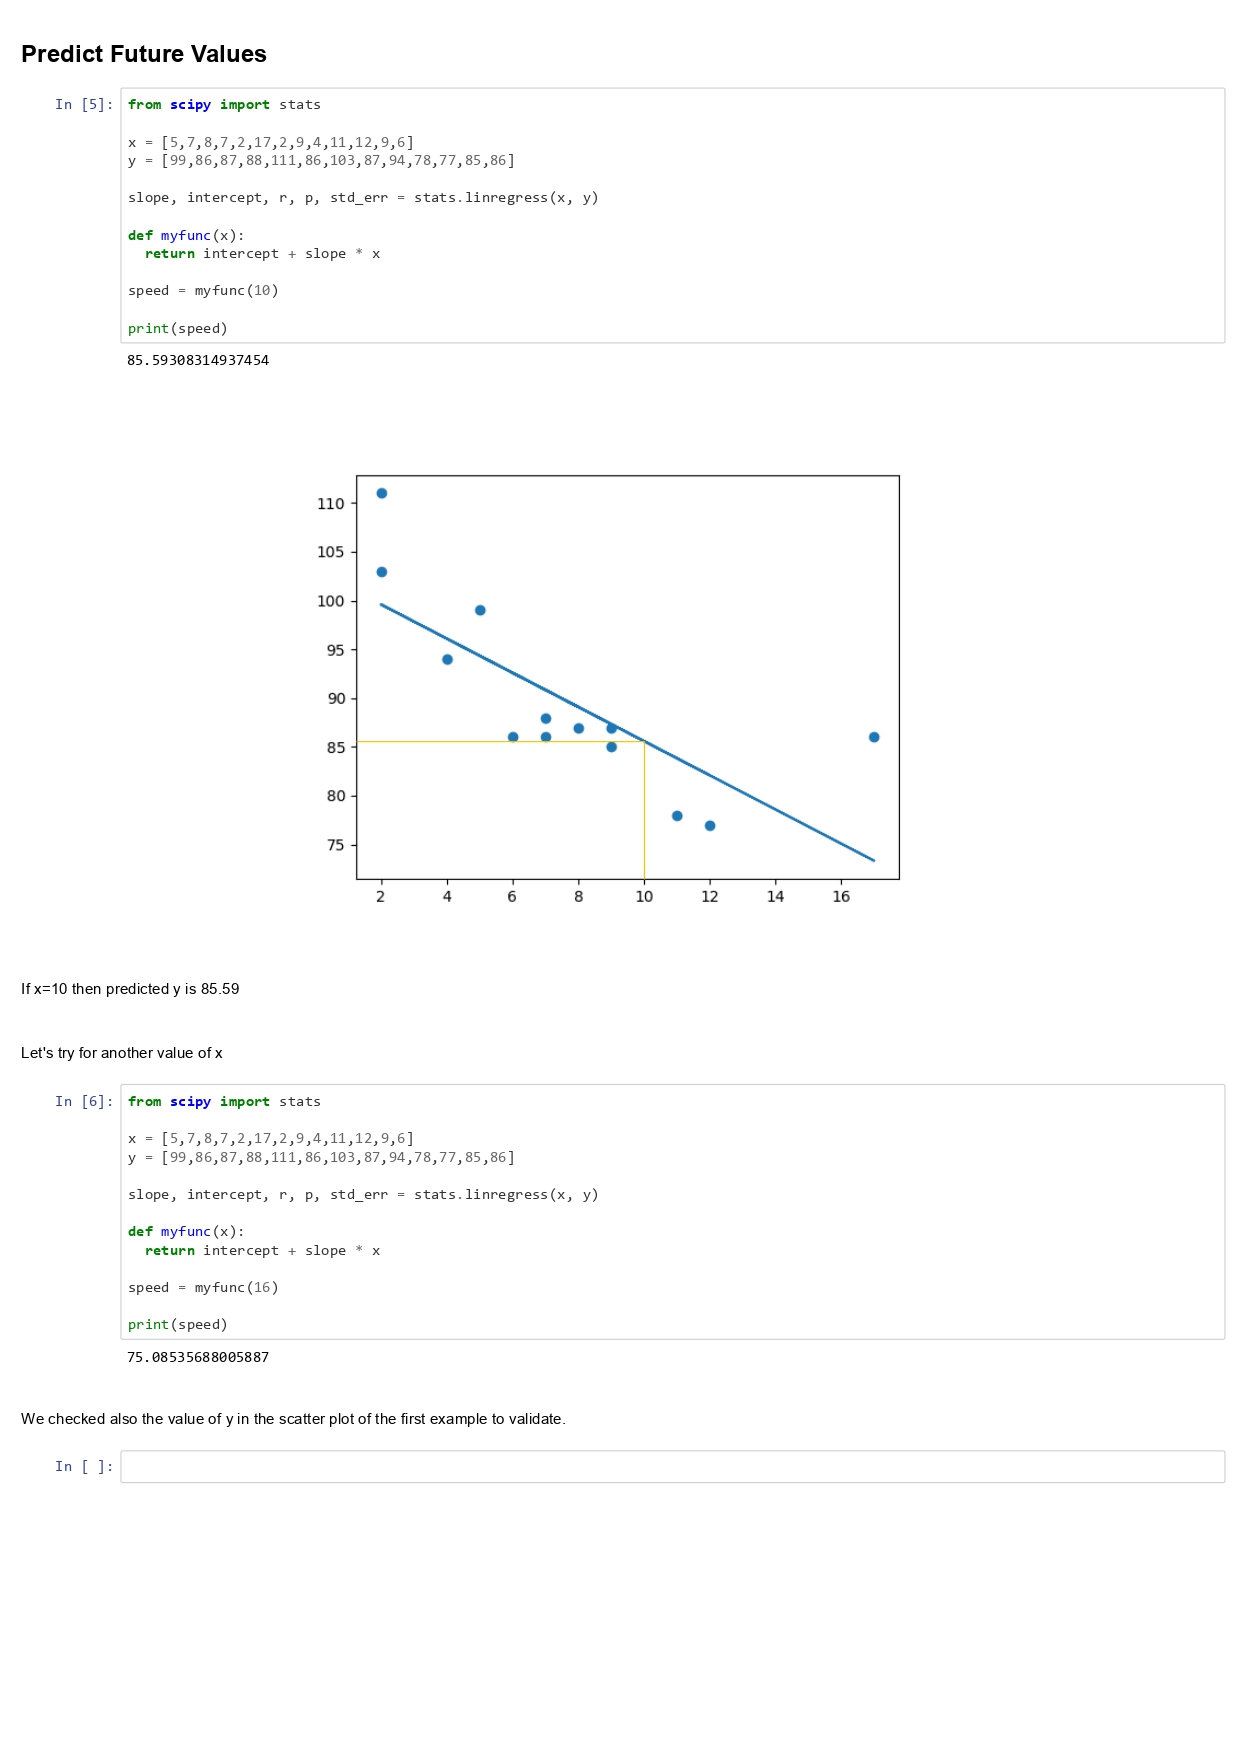 Predict Future Values
In [5]: from scipy import stats
x = [5,7,8,7,2,17,2,9,4,11,12,9,6]
y = [99,86,87,88,111,86,103,87,94,78,77,85,86]
slope, intercept, r, p, std_err = stats.linregress(x, y)
def myfunc(x):
  return intercept + slope * x
speed = myfunc(10)
print(speed)
85.59308314937454
110
105
100
95
90
85
80
75
2 4 6 8 10 12 14 16
If x=10 then predicted y is 85.59
Let's try for another value of x
In [6]: from scipy import stats
x = [5,7,8,7,2,17,2,9,4,11,12,9,6]
y = [99,86,87,88,111,86,103,87,94,78,77,85,86]
slope, intercept, r, p, std_err = stats.linregress(x, y)
def myfunc(x):
  return intercept + slope * x
speed = myfunc(16)
print(speed)
75.08535688005887
We checked also the value of y in the scatter plot of the first example to validate.
In [ ]: